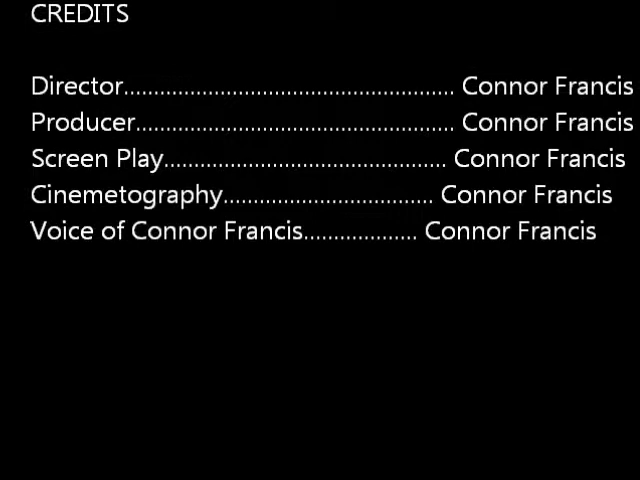 CREDITS
Director....................................................... Connor Francis
Producer..................................................... Connor Francis
Screen Play............................................... Connor Francis
Cinemetography................................... Connor Francis
Voice of Connor Francis................... Connor Francis